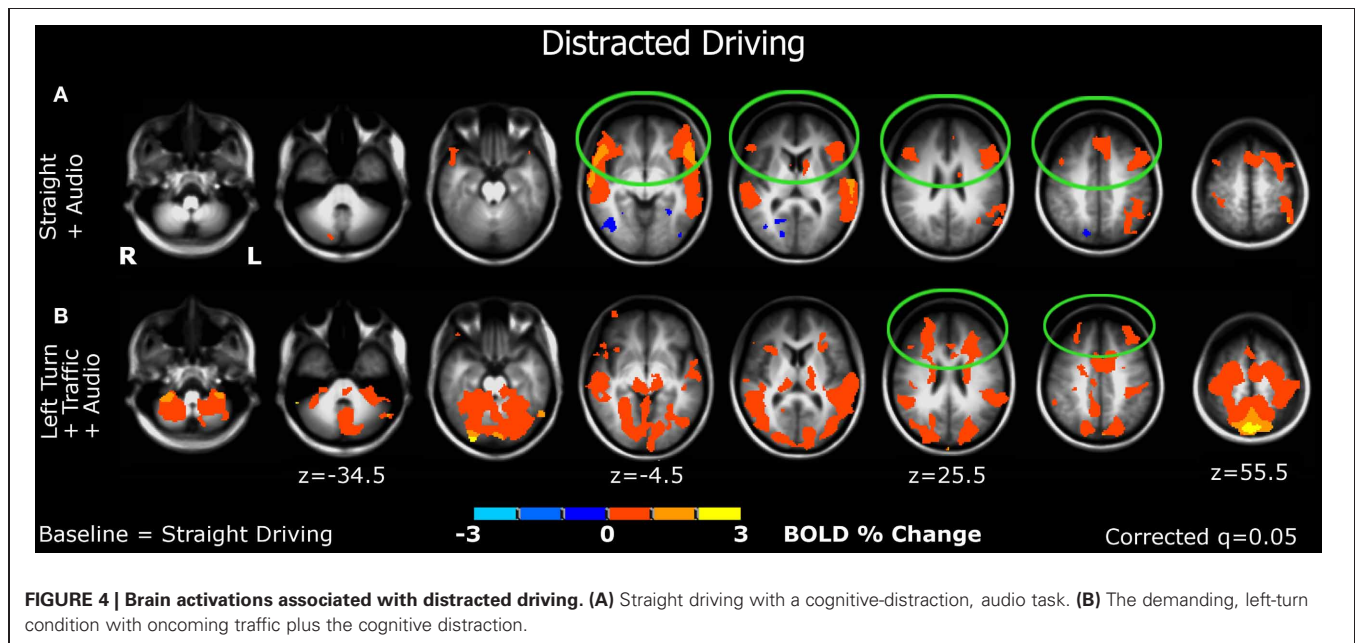 Distracted Driving
A
Straight
+ Audio
R
L
B
Left Turn
+ Traffic
+ Audio
z=-34.5
z=-4.5
z=25.5
z=55.5
Baseline = Straight Driving
-3
0
3
BOLD % Change
Corrected q=0.05
FIGURE 4 | Brain activations associated with distracted driving. (A) Straight driving with a cognitive-distraction, audio task. (B) The demanding, left-turn
condition with oncoming traffic plus the cognitive distraction.